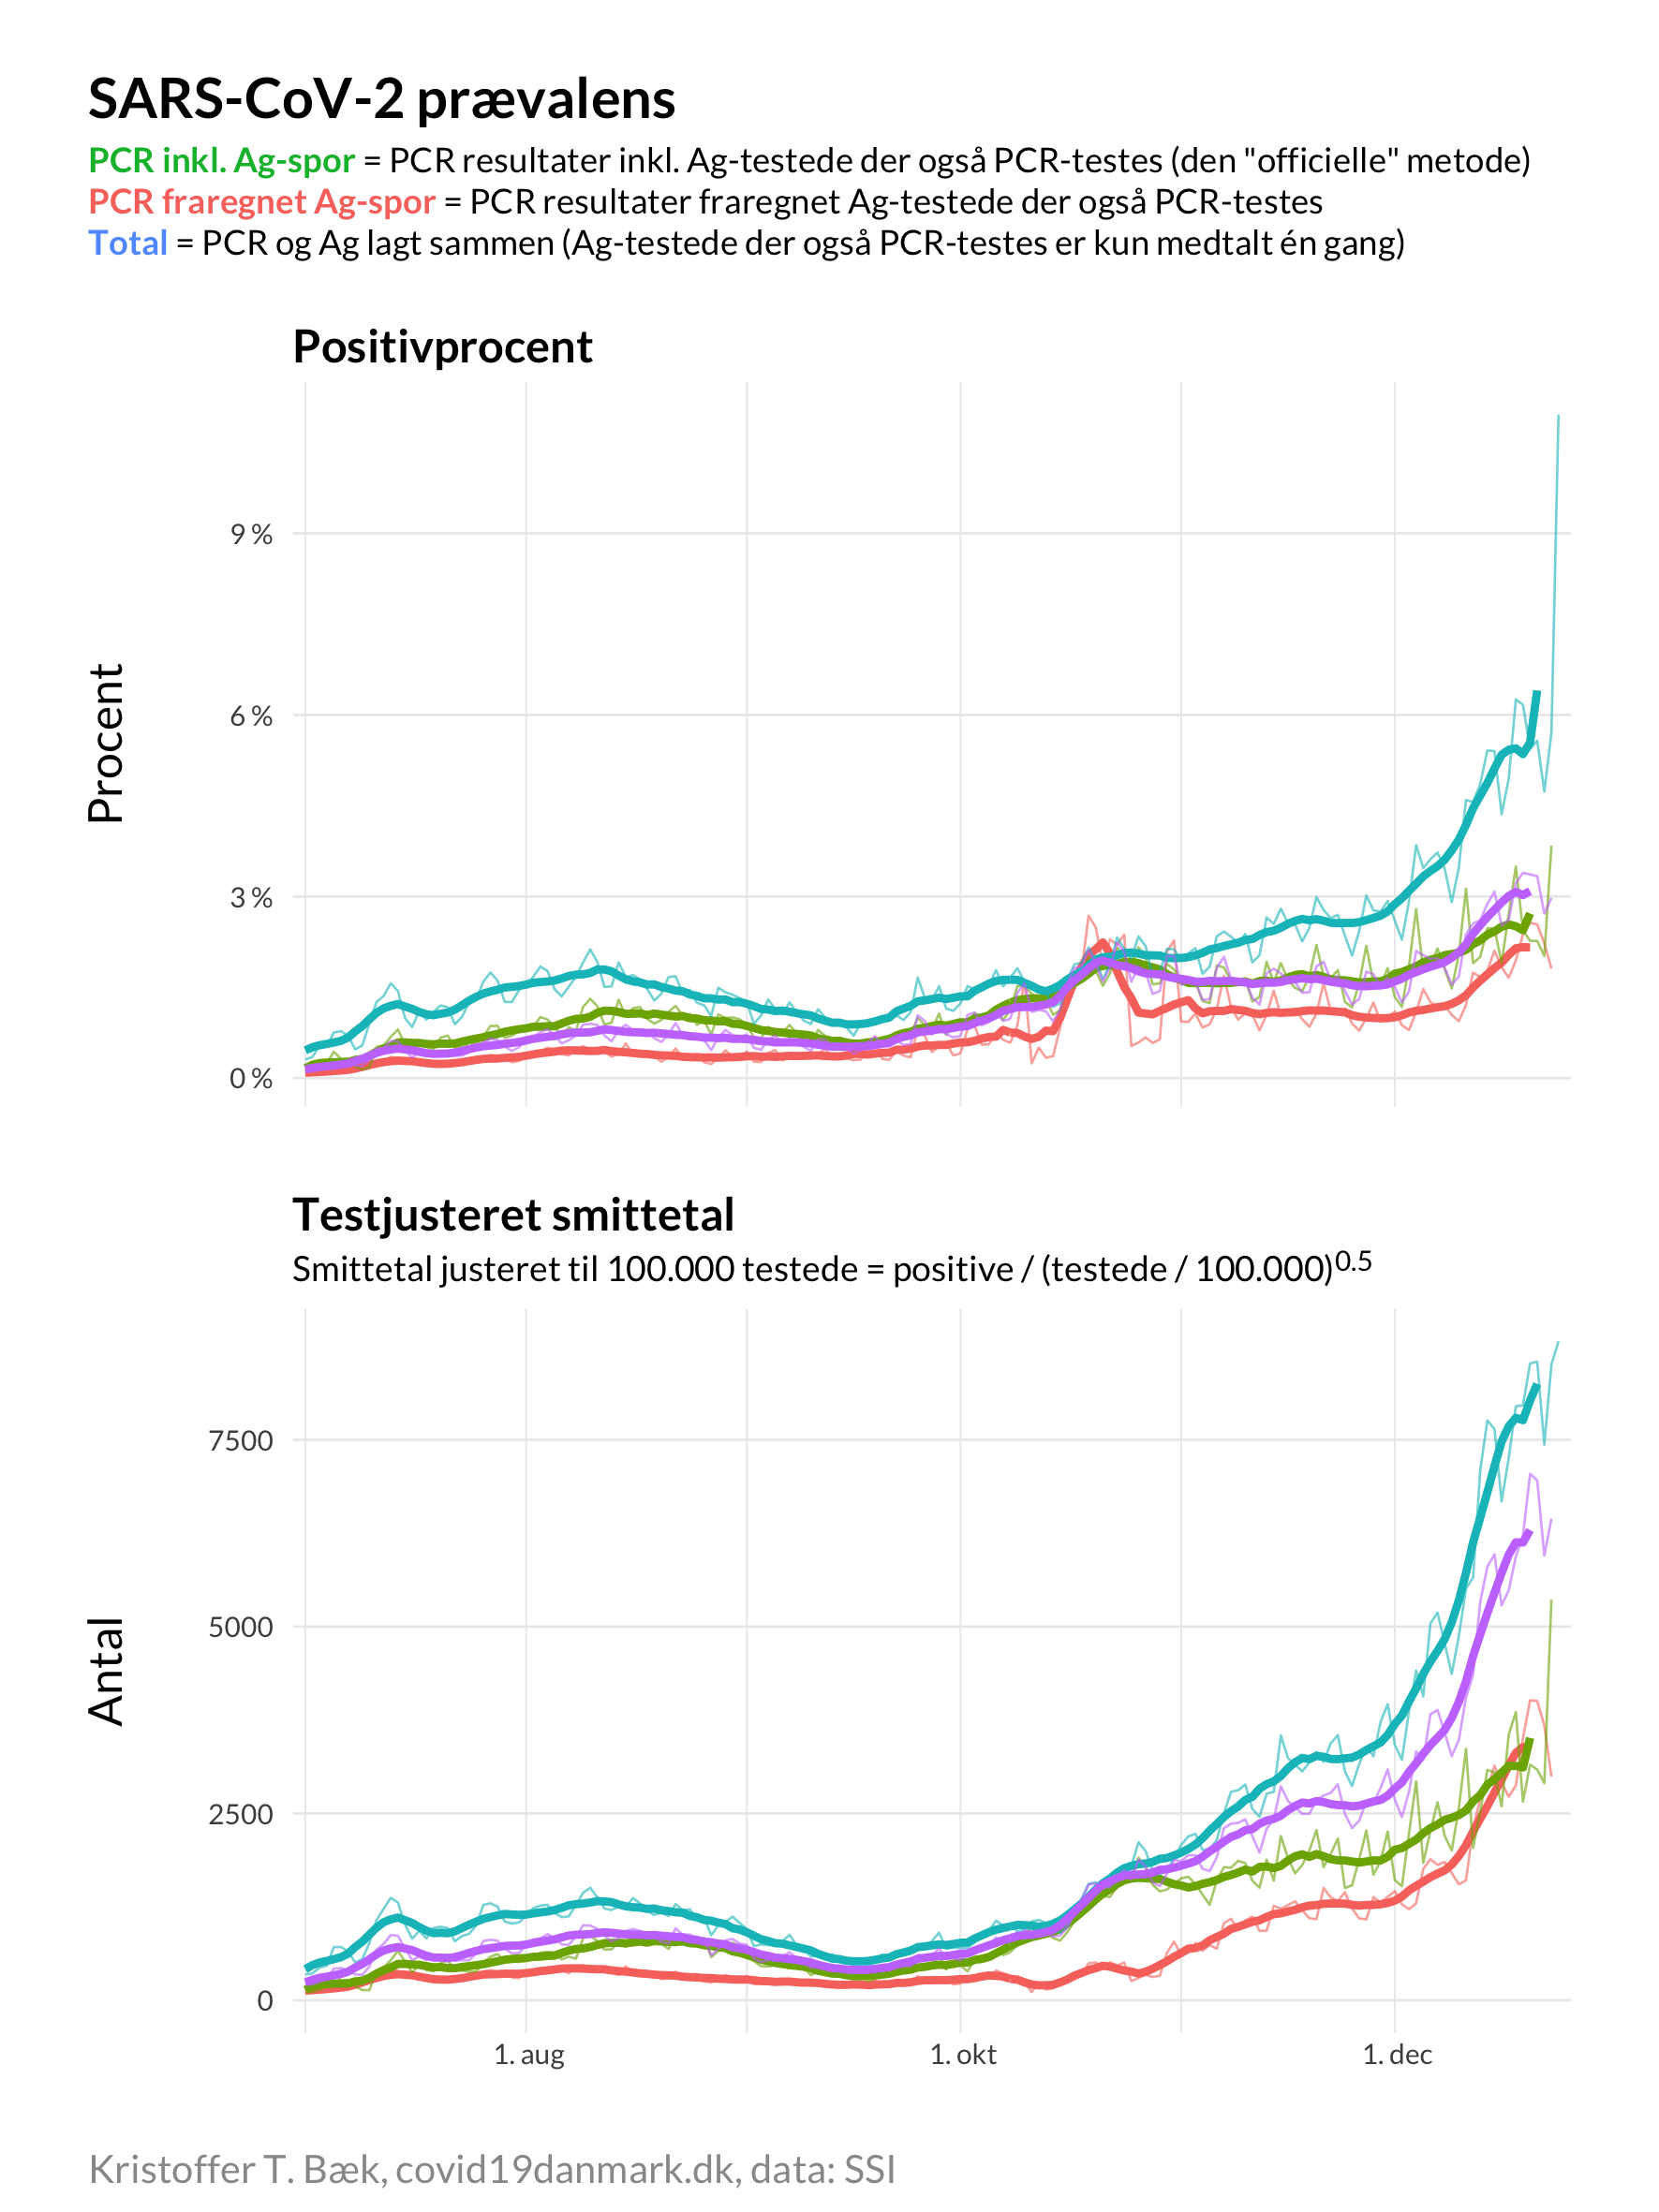 SARS-CoV-2 prævalens
PCR inkl. Ag-spor = PCR resultater inkl. Ag-testede der også PCR-testes (den "officielle" metode)
PCR fraregnet Ag-spor = PCR resultater fraregnet Ag-testede der også PCR-testes
Total = PCR og Ag lagt sammen (Ag-testede der også PCR-testes er kun medtalt én gang)
Positivprocent
Procent
9 %
6 %
3 %
0 %
Testjusteret smittetal
Smittetal justeret til 100.000 testede = positive / (testede / 100.000)^0.5
Antal
7500
5000
2500
0
1. aug
1. okt
1. dec
Kristoffer T. Bæk, covid19danmark.dk, data: SSI